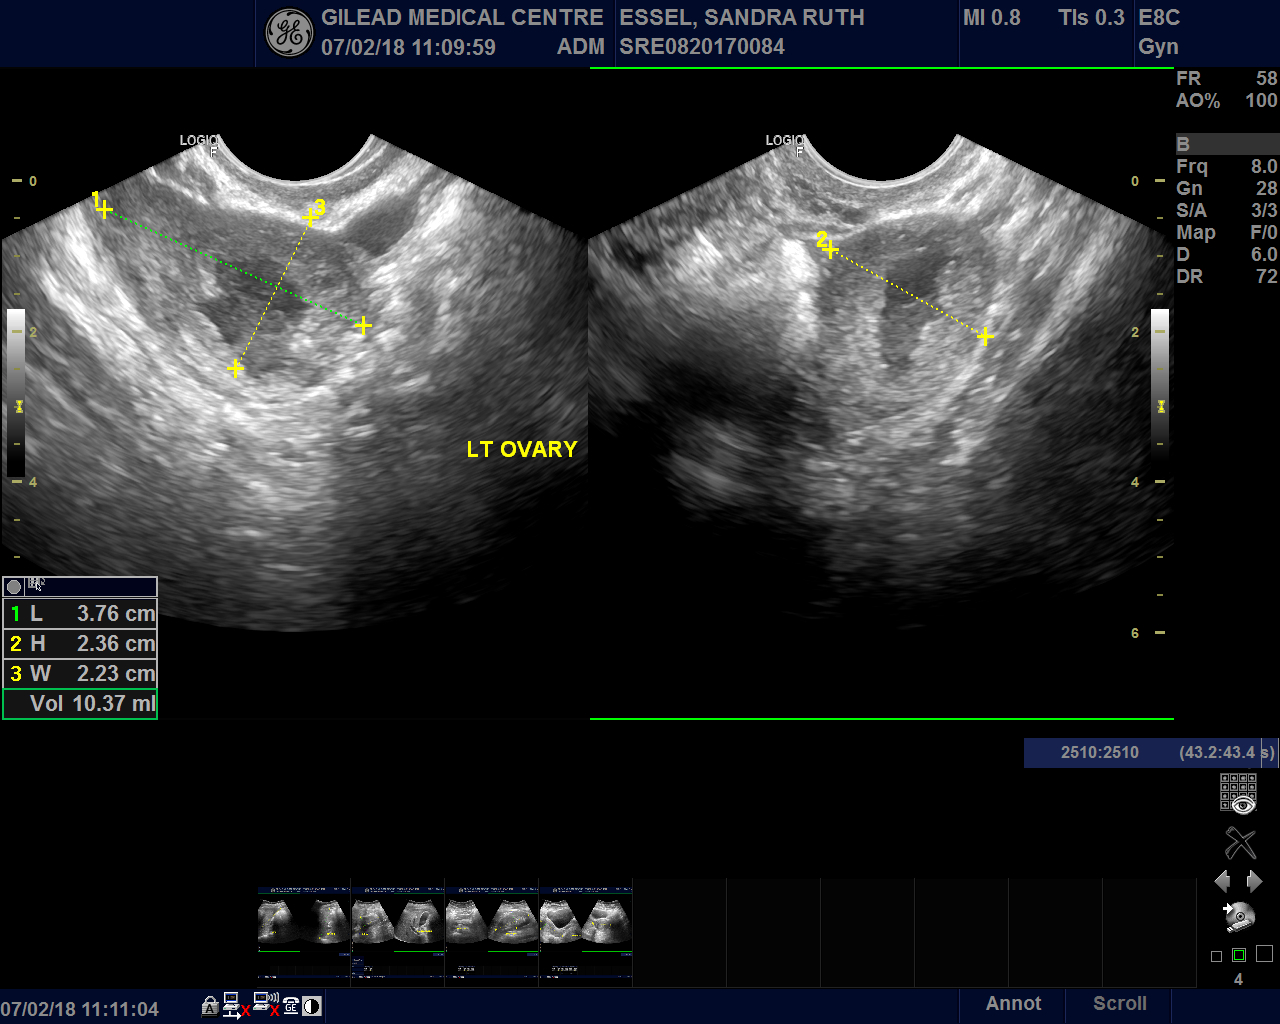 GILEAD MEDICAL CENTRE
07/02/18 11:09:59 ADM
ESSEL, SANDRA RUTH
SRE0820170084
MI 0.8 TIs 0.3
E8C
Gyn
FR 58
AO% 100
B
Frq 8.0
Gn 28
S/A 3/3
Map F/0
D 6.0
DR 72
LOGIQ
F
LOGIQ
F
1
3
2
0
2
4
0
2
4
6
LT OVARY
1 L 3.76 cm
2 H 2.36 cm
3 W 2.23 cm
Vol 10.37 ml
2510:2510 (43.2:43.4 s)
4
07/02/18 11:11:04
A
GE
Annot
Scroll